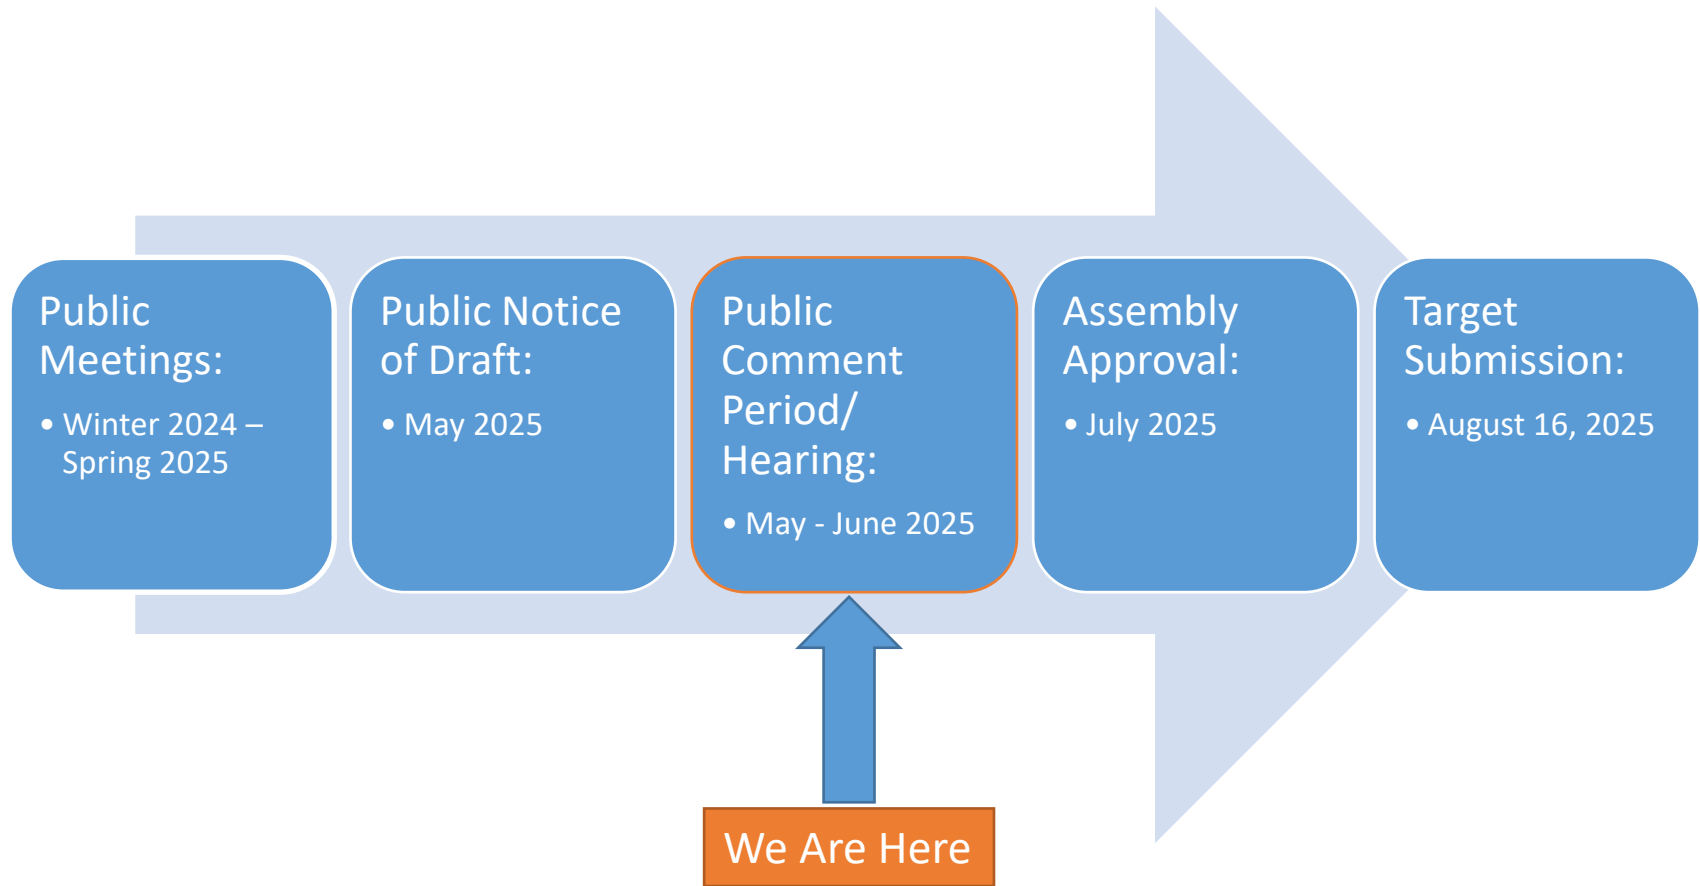 Public
Meetings:
• Winter 2024 –
Spring 2025
Public Notice
of Draft:
• May 2025
Public
Comment
Period/
Hearing:
• May - June 2025
Assembly
Approval:
• July 2025
Target
Submission:
• August 16, 2025
We Are Here